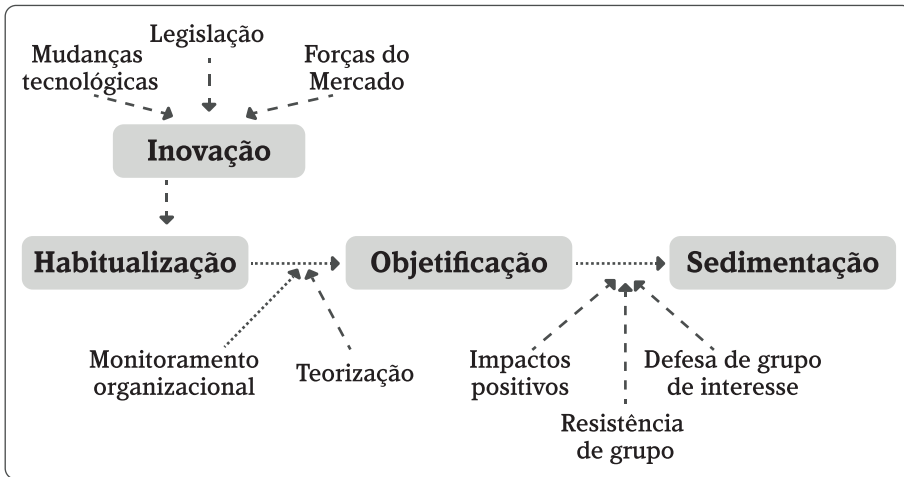 Legislação
Mudanças
tecnológicas
Forças do
Mercado
Inovação
Habitualização
Objetificação
Sedimentação
Monitoramento
organizacional
Teorização
Impactos
positivos
Resistência
de grupo
Defesa de grupo
de interesse